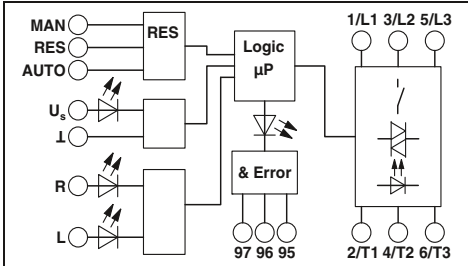 MAN
RES
AUTO
RES
Logic
µP
1/L1 3/L2 5/L3
Us
⊥
R
L
& Error
97 96 95
2/T1 4/T2 6/T3